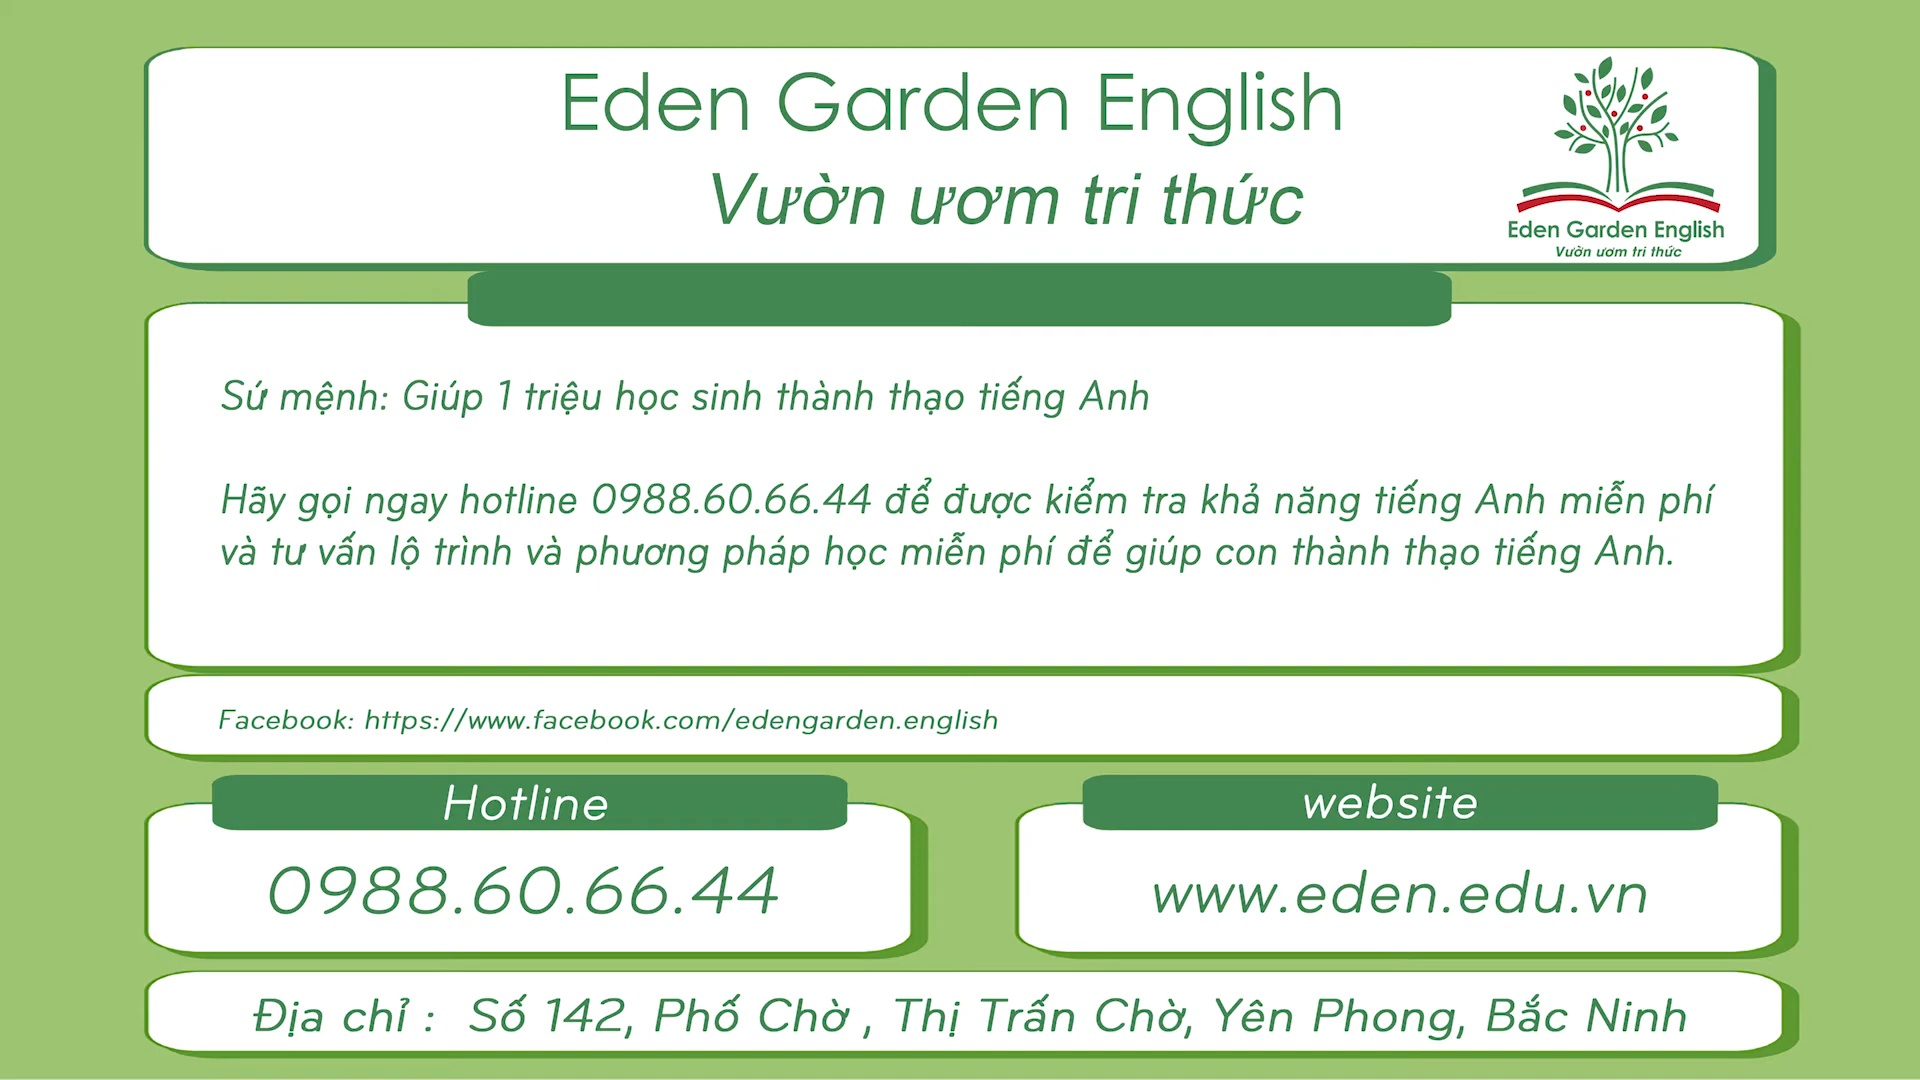 Eden Garden English
Vườn ươm tri thức
Eden Garden English
Vườn ươm tri thức
Sứ mệnh: Giúp 1 triệu học sinh thành thạo tiếng Anh
Hãy gọi ngay hotline 0988.60.66.44 để được kiểm tra khả năng tiếng Anh miễn phí
và tư vấn lộ trình và phương pháp học miễn phí để giúp con thành thạo tiếng Anh.
Facebook: https://www.facebook.com/edengarden.english
Hotline
0988.60.66.44
website
www.eden.edu.vn
Địa chỉ : Số 142, Phố Chờ , Thị Trấn Chờ, Yên Phong, Bắc Ninh